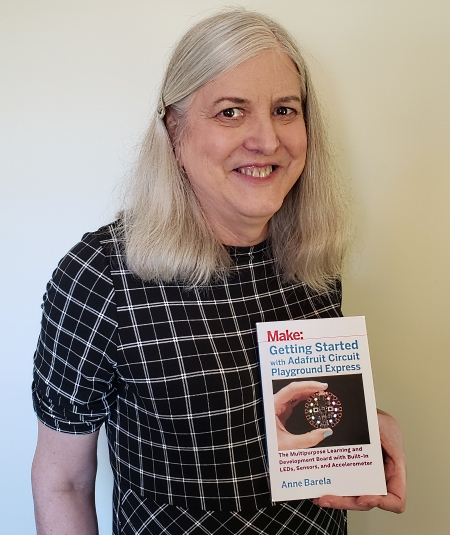 Make:
Getting Started
with Adafruit Circuit
Playground Express
The Multipurpose Learning and
Development Board with Built-in
LEDs, Sensors, and Accelerometer
Anne Barela